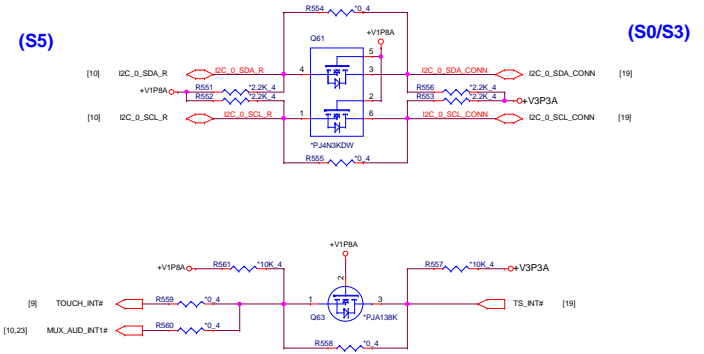 R554 *0_4
(S5) (S0/S3)
Q61 +V1P8A
5
[10] I2C_0_SDA_R I2C_0_SDA_R 4 3 I2C_0_SDA_CONN I2C_0_SDA_CONN [19]
+V1P8A R551 *2.2K_4 R556 *2.2K_4
R552 *2.2K_4 2 R553 *2.2K_4 +V3P3A
[10] I2C_0_SCL_R I2C_0_SCL_R 1 6 I2C_0_SCL_CONN I2C_0_SCL_CONN [19]
*PJ4N3KDW
R555 *0_4
+V1P8A
+V1P8A R561 *10K_4 R557 *10K_4 +V3P3A
2
[9] TOUCH_INT# R559 *0_4 1 3 TS_INT# [19]
Q63 *PJA138K
[10,23] MUX_AUD_INT1# R560 *0_4
R558 *0_4